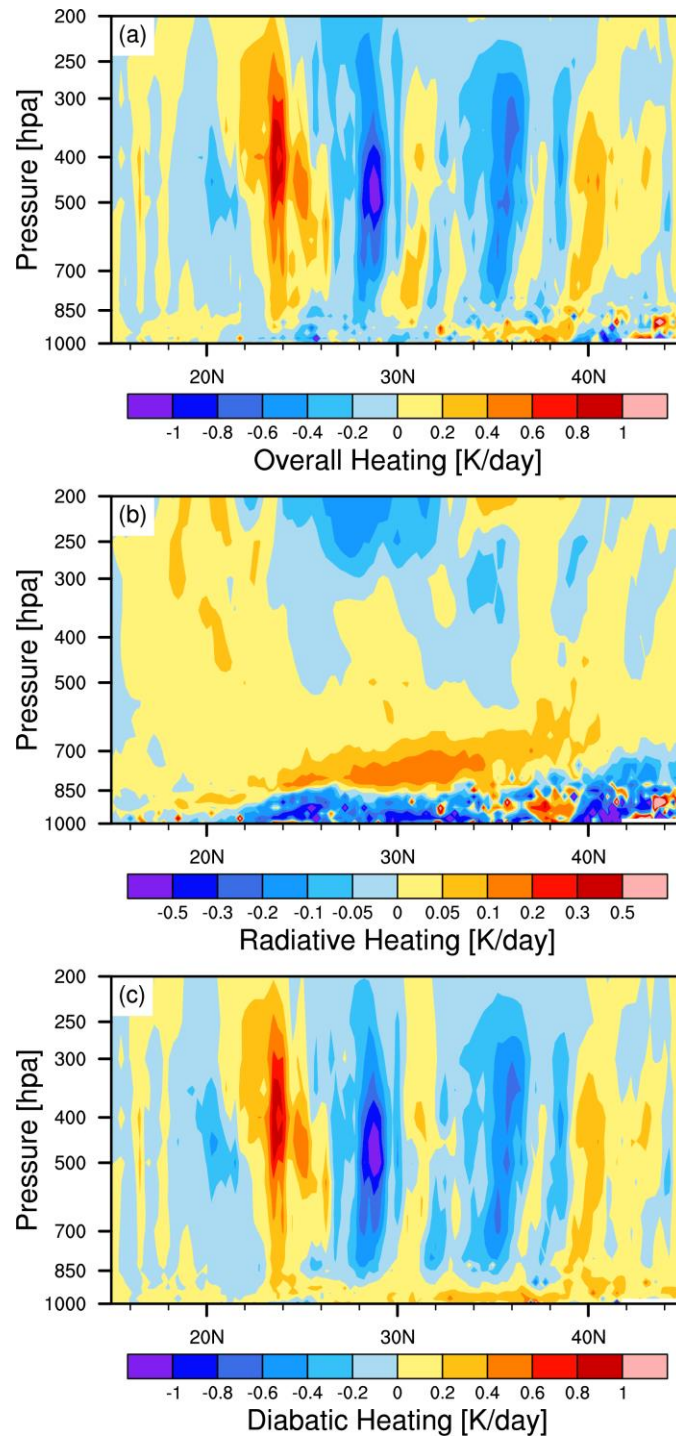 (a)
200
250
300
400
500
700
850
1000
Pressure [hpa]
20N 30N 40N
-1 -0.8 -0.6 -0.4 -0.2 0 0.2 0.4 0.6 0.8 1
Overall Heating [K/day]
(b)
200
250
300
400
500
700
850
1000
Pressure [hpa]
20N 30N 40N
-0.5 -0.3 -0.2 -0.1 -0.05 0 0.05 0.1 0.2 0.3 0.5
Radiative Heating [K/day]
(c)
200
250
300
400
500
700
850
1000
Pressure [hpa]
20N 30N 40N
-1 -0.8 -0.6 -0.4 -0.2 0 0.2 0.4 0.6 0.8 1
Diabatic Heating [K/day]